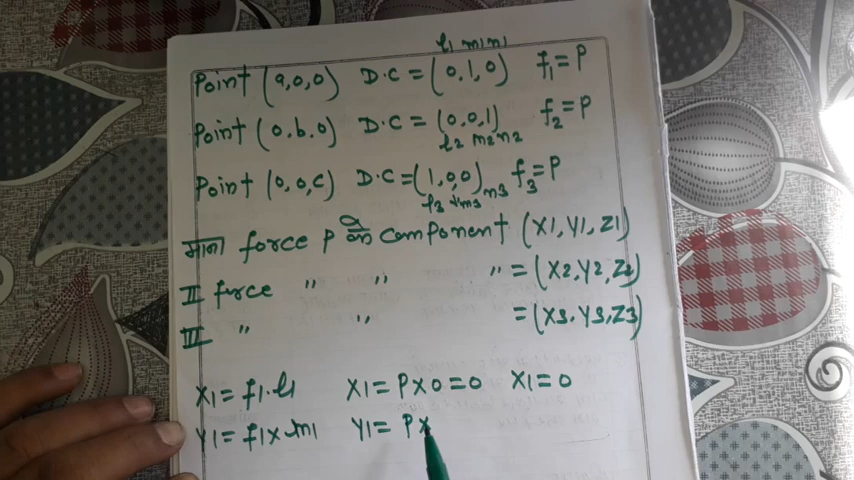 l1 m1 n1
Point (a,0,0) D.C = (0,1,0) f1=P
Point (0.b.0) D.C = (0,0,1) f2=P
l2 m2 n2
Point (0,0,c) D.C = (1,0,0) f3=P
l3 m3 n3
माना force P के component (X1,Y1,Z1)
II force " " " = (X2,Y2,Z2)
III " " = (X3,Y3,Z3)
X1 = f1.l1 X1 = P X 0 = 0 X1 = 0
Y1 = f1 X m1 Y1 = P X